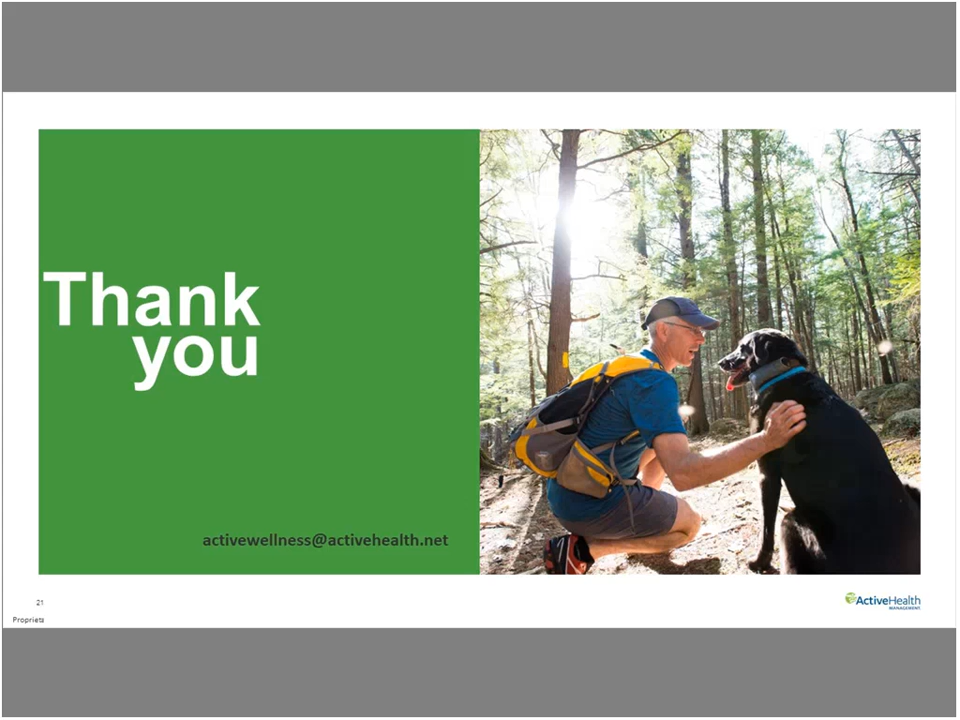 Thank
you
activewellness@activehealth.net
21
Proprieta
ActiveHealth
MANAGEMENT.